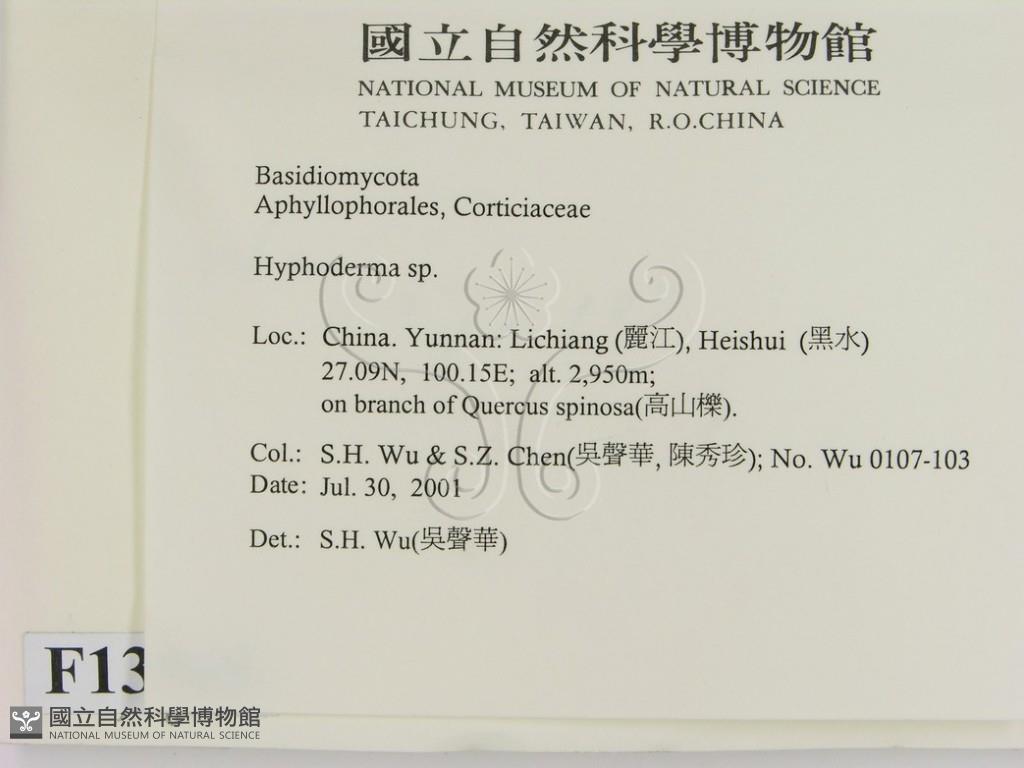 國立自然科學博物館
NATIONAL MUSEUM OF NATURAL SCIENCE
TAICHUNG, TAIWAN, R.O.CHINA
Basidiomycota
Aphyllophorales, Corticiaceae
Hyphoderma sp.
Loc.: China. Yunnan: Lichiang (麗江), Heishui (黑水)
27.09N, 100.15E; alt. 2,950m;
on branch of Quercus spinosa(高山櫟).
Col.: S.H. Wu & S.Z. Chen(吳聲華, 陳秀珍); No. Wu 0107-103
Date: Jul. 30, 2001
Det.: S.H. Wu(吳聲華)
F13
國立自然科學博物館
NATIONAL MUSEUM OF NATURAL SCIENCE